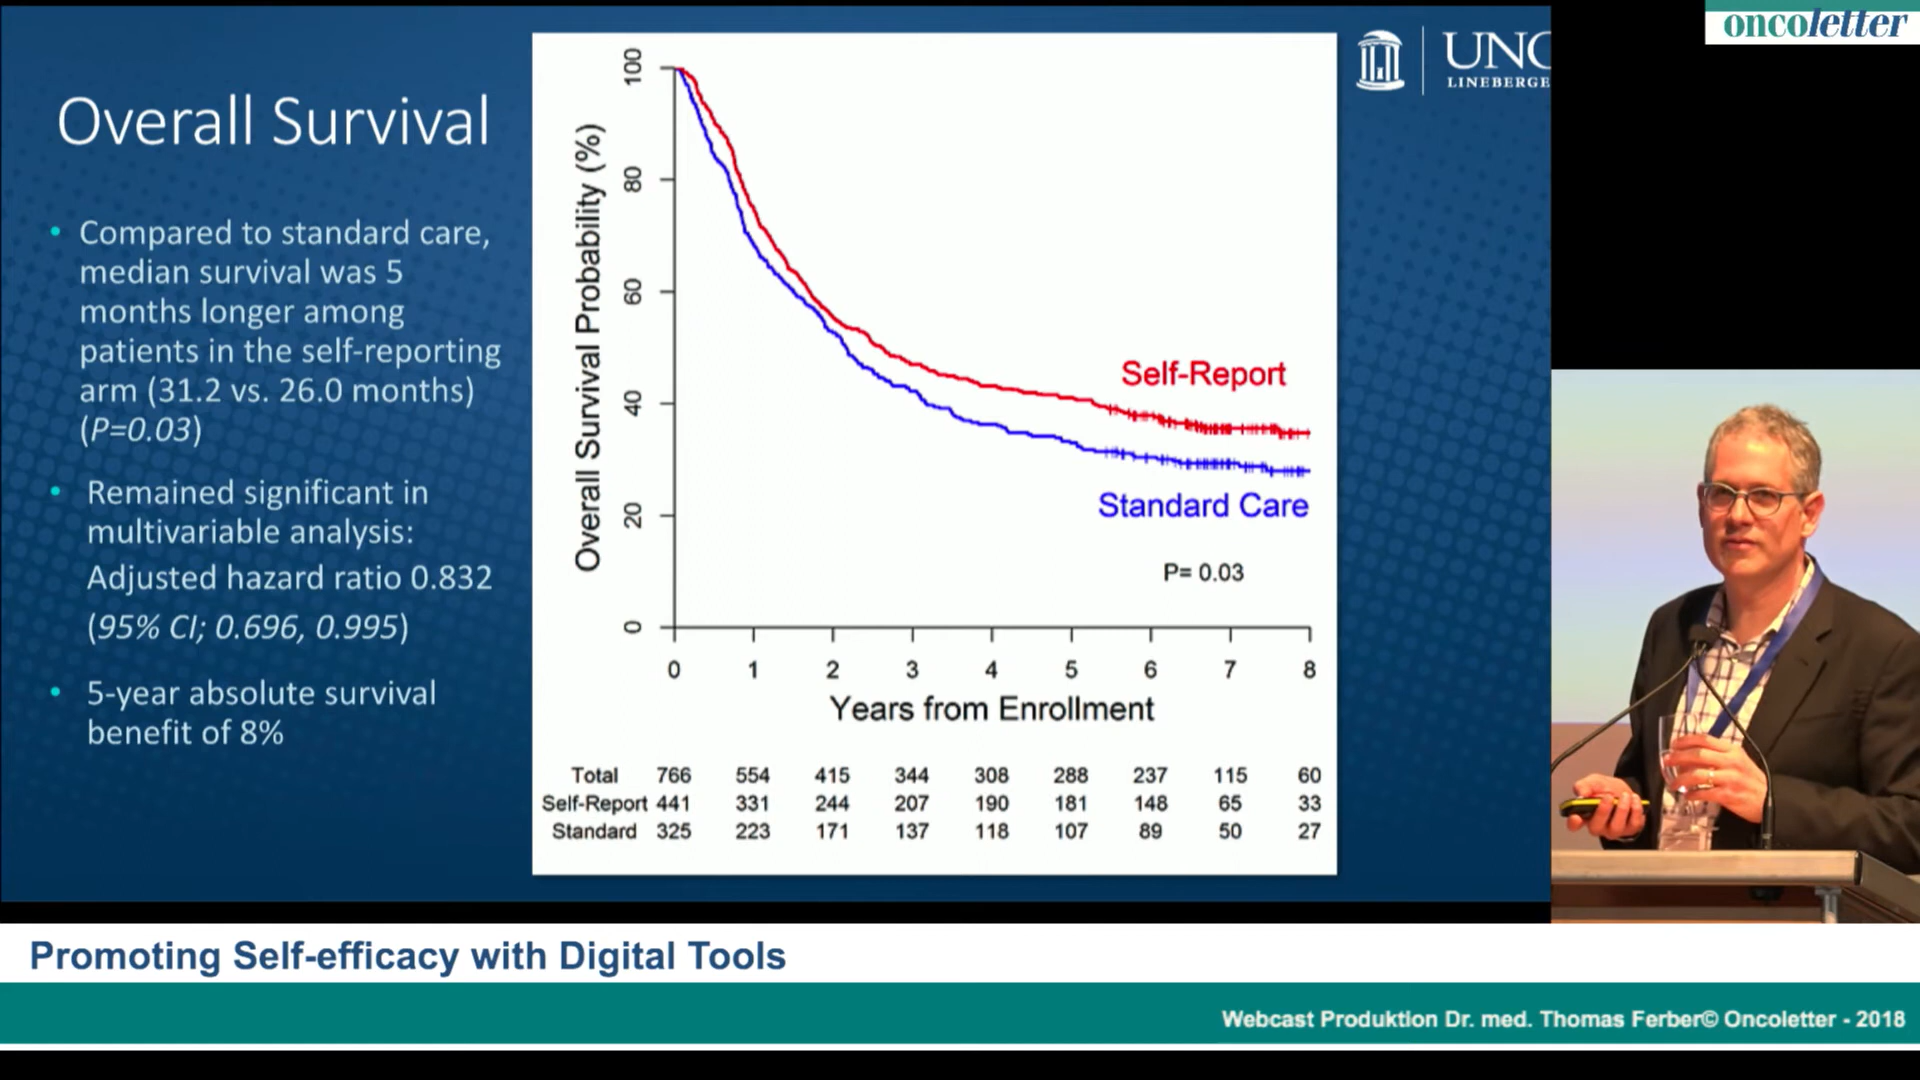 oncoletter
UNC
LINEBERGE
Overall Survival
• Compared to standard care,
median survival was 5
months longer among
patients in the self-reporting
arm (31.2 vs. 26.0 months)
(P=0.03)
• Remained significant in
multivariable analysis:
Adjusted hazard ratio 0.832
(95% CI; 0.696, 0.995)
• 5-year absolute survival
benefit of 8%
Overall Survival Probability (%)
100
80
60
40
20
0
Self-Report
Standard Care
P= 0.03
0 1 2 3 4 5 6 7 8
Years from Enrollment
Total 766 554 415 344 308 288 237 115 60
Self-Report 441 331 244 207 190 181 148 65 33
Standard 325 223 171 137 118 107 89 50 27
Promoting Self-efficacy with Digital Tools
Webcast Produktion Dr. med. Thomas Ferber© Oncoletter - 2018